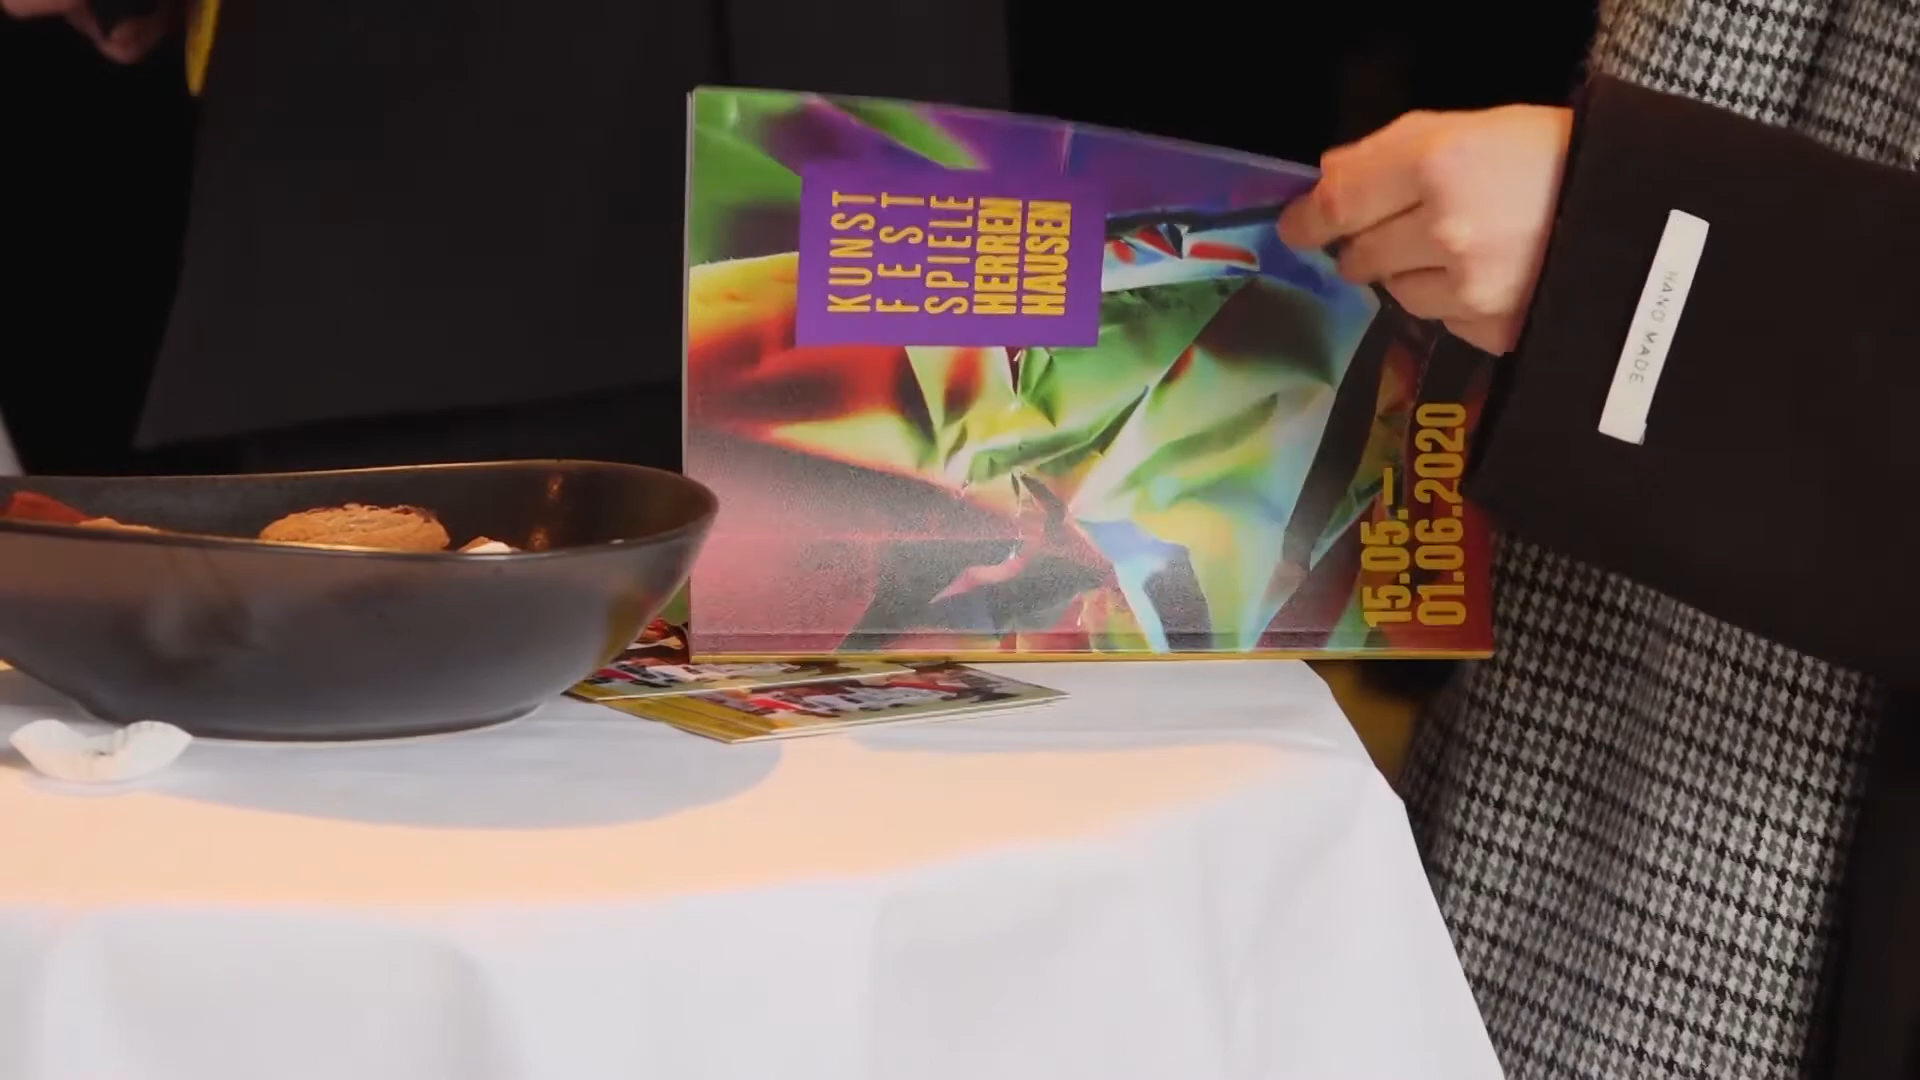 KUNST
FEST
SPIELE
HERREN
HAUSEN
15.05.—
01.06.2020
HAND MADE